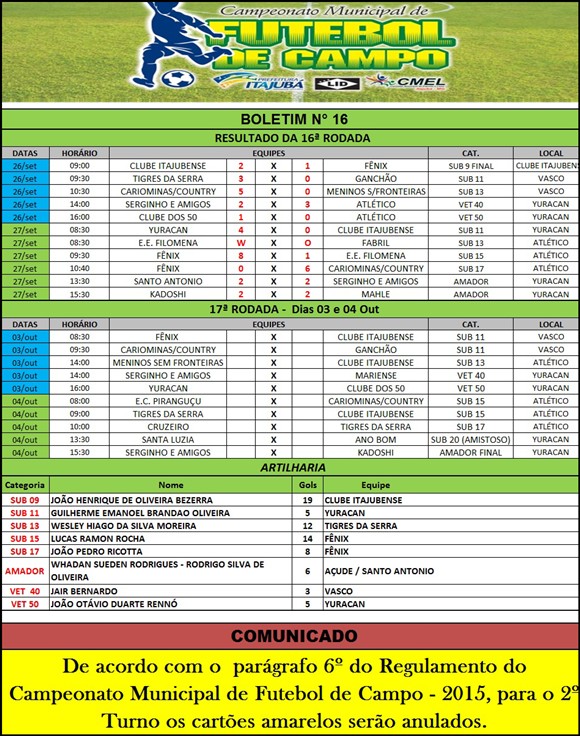 Campeonato Municipal de
FUTEBOL
DE CAMPO
PREFEITURA ITAJUBÁ LID CMEL
BOLETIM N° 16
RESULTADO DA 16ª RODADA
DATAS HORÁRIO EQUIPES CAT. LOCAL
26/set 09:00 CLUBE ITAJUBENSE 2 X 1 FÊNIX SUB 9 FINAL CLUBE ITAJUBENS
26/set 09:30 TIGRES DA SERRA 3 X 0 GANCHÃO SUB 11 VASCO
26/set 10:30 CARIOMINAS/COUNTRY 5 X 0 MENINOS S/FRONTEIRAS SUB 13 VASCO
26/set 14:00 SERGINHO E AMIGOS 2 X 3 ATLÉTICO VET 40 YURACAN
26/set 16:00 CLUBE DOS 50 1 X 0 ATLÉTICO VET 50 YURACAN
27/set 08:30 YURACAN 4 X 0 CLUBE ITAJUBENSE SUB 11 YURACAN
27/set 08:30 E.E. FILOMENA W X O FABRIL SUB 13 ATLÉTICO
27/set 09:30 FÊNIX 8 X 1 E.E. FILOMENA SUB 15 ATLÉTICO
27/set 10:40 FÊNIX 0 X 6 CARIOMINAS/COUNTRY SUB 17 ATLÉTICO
27/set 13:30 SANTO ANTONIO 2 X 2 SERGINHO E AMIGOS AMADOR YURACAN
27/set 15:30 KADOSHI 2 X 2 MAHLE AMADOR YURACAN
17ª RODADA - Dias 03 e 04 Out
DATAS HORÁRIO EQUIPES CAT. LOCAL
03/out 08:30 FÊNIX X CLUBE ITAJUBENSE SUB 11 VASCO
03/out 09:30 CARIOMINAS/COUNTRY X GANCHÃO SUB 11 VASCO
03/out 14:00 MENINOS SEM FRONTEIRAS X CLUBE ITAJUBENSE SUB 13 ATLÉTICO
03/out 14:00 SERGINHO E AMIGOS X MARIENSE VET 40 YURACAN
03/out 16:00 YURACAN X CLUBE DOS 50 VET 50 YURACAN
04/out 08:00 E.C. PIRANGUÇU X CARIOMINAS/COUNTRY SUB 15 ATLÉTICO
04/out 09:00 TIGRES DA SERRA X CLUBE ITAJUBENSE SUB 15 ATLÉTICO
04/out 10:00 CRUZEIRO X TIGRES DA SERRA SUB 17 ATLÉTICO
04/out 13:30 SANTA LUZIA X ANO BOM SUB 20 (AMISTOSO) YURACAN
04/out 15:30 SERGINHO E AMIGOS X KADOSHI AMADOR FINAL YURACAN
ARTILHARIA
Categoria Nome Gols Equipe
SUB 09 JOÃO HENRIQUE DE OLIVEIRA BEZERRA 19 CLUBE ITAJUBENSE
SUB 11 GUILHERME EMANOEL BRANDAO OLIVEIRA 5 YURACAN
SUB 13 WESLEY HIAGO DA SILVA MOREIRA 12 TIGRES DA SERRA
SUB 15 LUCAS RAMON ROCHA 14 FÊNIX
SUB 17 JOÃO PEDRO RICOTTA 8 FÊNIX
AMADOR WHADAN SUEDEN RODRIGUES - RODRIGO SILVA DE
OLIVEIRA 6 AÇUDE / SANTO ANTONIO
VET 40 JAIR BERNARDO 3 VASCO
VET 50 JOÃO OTÁVIO DUARTE RENNÓ 5 YURACAN
COMUNICADO
De acordo com o parágrafo 6º do Regulamento do
Campeonato Municipal de Futebol de Campo - 2015, para o 2º
Turno os cartões amarelos serão anulados.